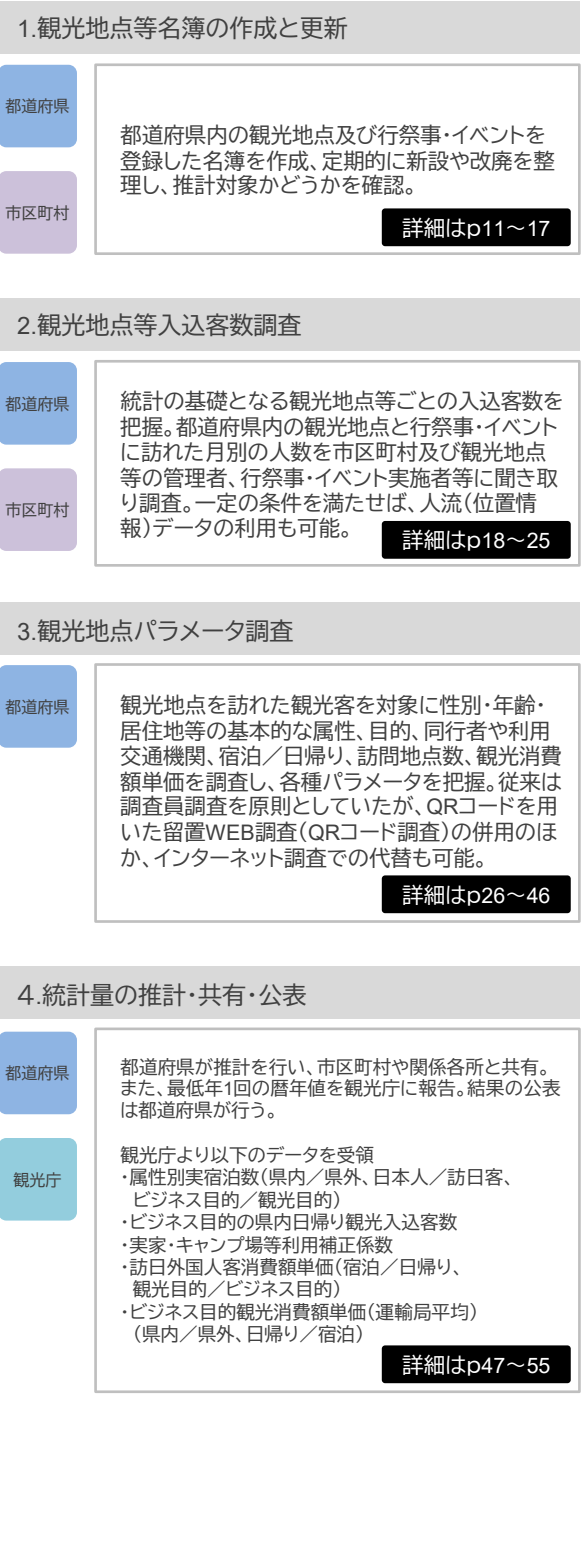 1.観光地点等名簿の作成と更新
都道府県
市区町村
都道府県内の観光地点及び行祭事・イベントを
登録した名簿を作成、定期的に新設や改廃を整
理し、推計対象かどうかを確認。
詳細はp11～17
2.観光地点等入込客数調査
都道府県
市区町村
統計の基礎となる観光地点等ごとの入込客数を
把握。都道府県内の観光地点と行祭事・イベント
に訪れた月別の人数を市区町村及び観光地点
等の管理者、行祭事・イベント実施者等に聞き取
り調査。一定の条件を満たせば、人流(位置情
報)データの利用も可能。
詳細はp18～25
3.観光地点パラメータ調査
都道府県
観光地点を訪れた観光客を対象に性別・年齢・
居住地等の基本的な属性、目的、同行者や利用
交通機関、宿泊／日帰り、訪問地点数、観光消費
額単価を調査し、各種パラメータを把握。従来は
調査員調査を原則としていたが、QRコードを用
いた留置WEB調査(QRコード調査)の併用のほ
か、インターネット調査での代替も可能。
詳細はp26～46
４.統計量の推計・共有・公表
都道府県
観光庁
都道府県が推計を行い、市区町村や関係各所と共有。
また、最低年1回の暦年値を観光庁に報告。結果の公表
は都道府県が行う。
観光庁より以下のデータを受領
・属性別実宿泊数(県内／県外、日本人／訪日客、
ビジネス目的／観光目的)
・ビジネス目的の県内日帰り観光入込客数
・実家・キャンプ場等利用補正係数
・訪日外国人客消費額単価(宿泊／日帰り、
観光目的／ビジネス目的)
・ビジネス目的観光消費額単価(運輸局平均)
(県内／県外、日帰り／宿泊)
詳細はp47～55